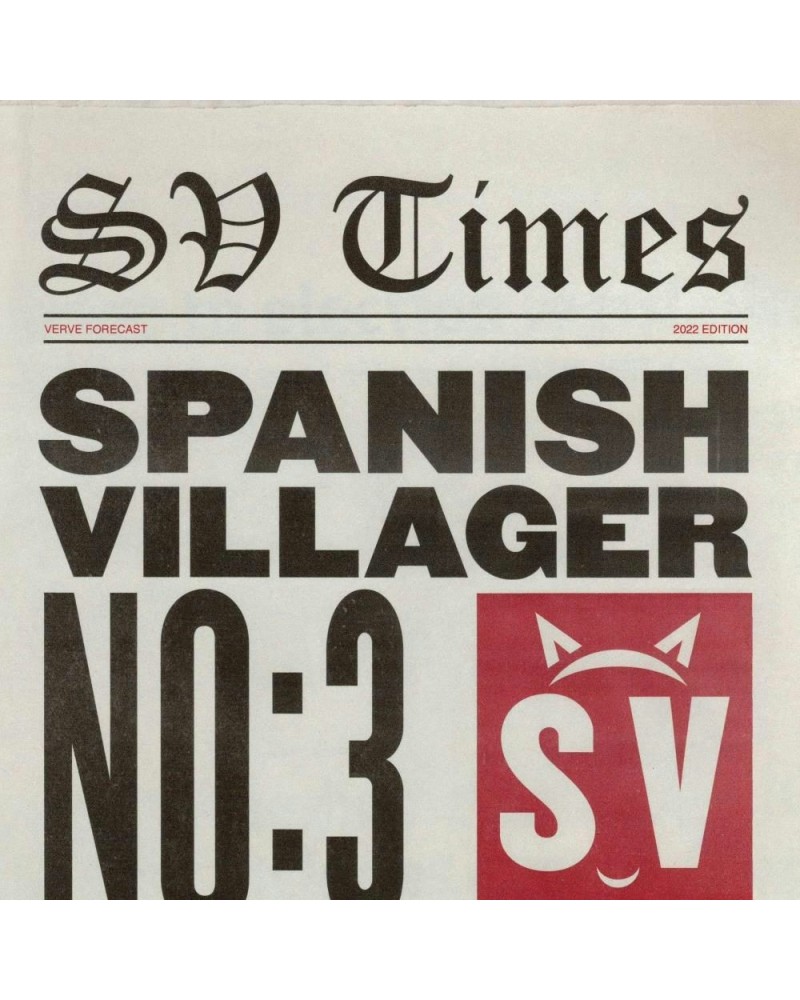 SV Times
VERVE FORECAST 2022 EDITION
SPANISH
VILLAGER
NO:3
SV